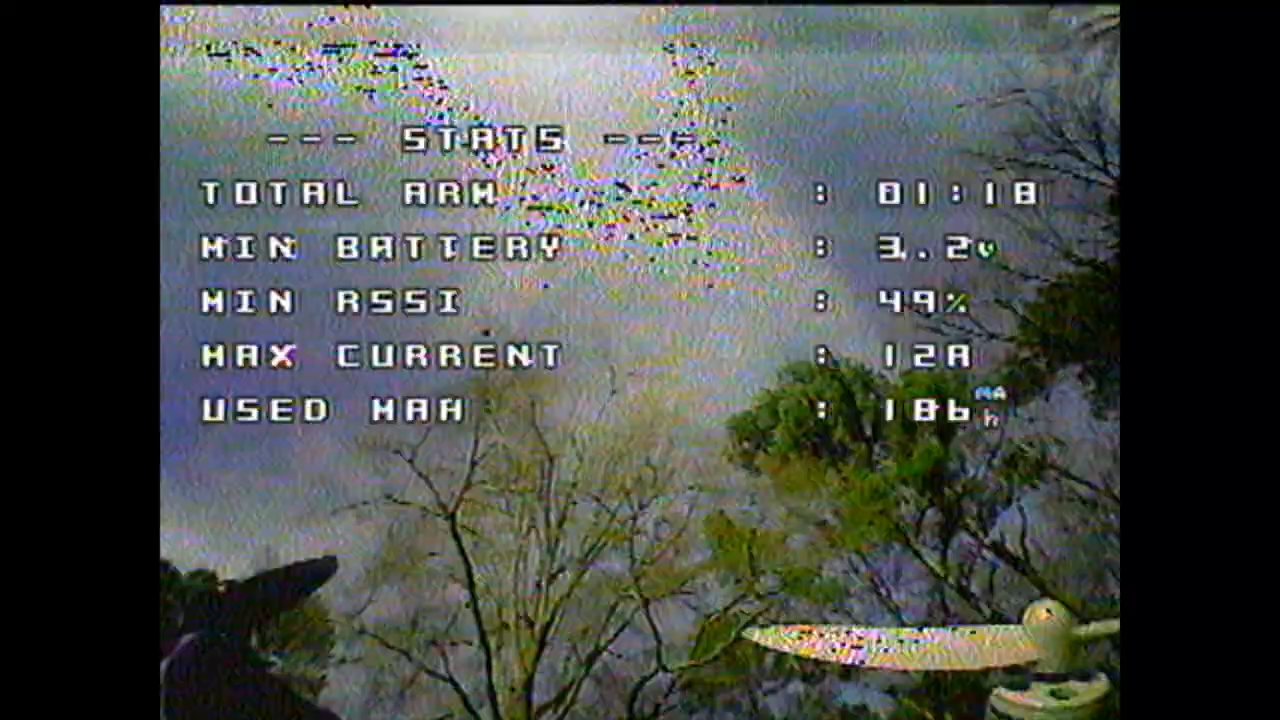 --- STATS ---
TOTAL ARM : 01:18
MIN BATTERY : 3.2V
MIN RSSI : 49%
MAX CURRENT : 12A
USED MAH : 186MAh